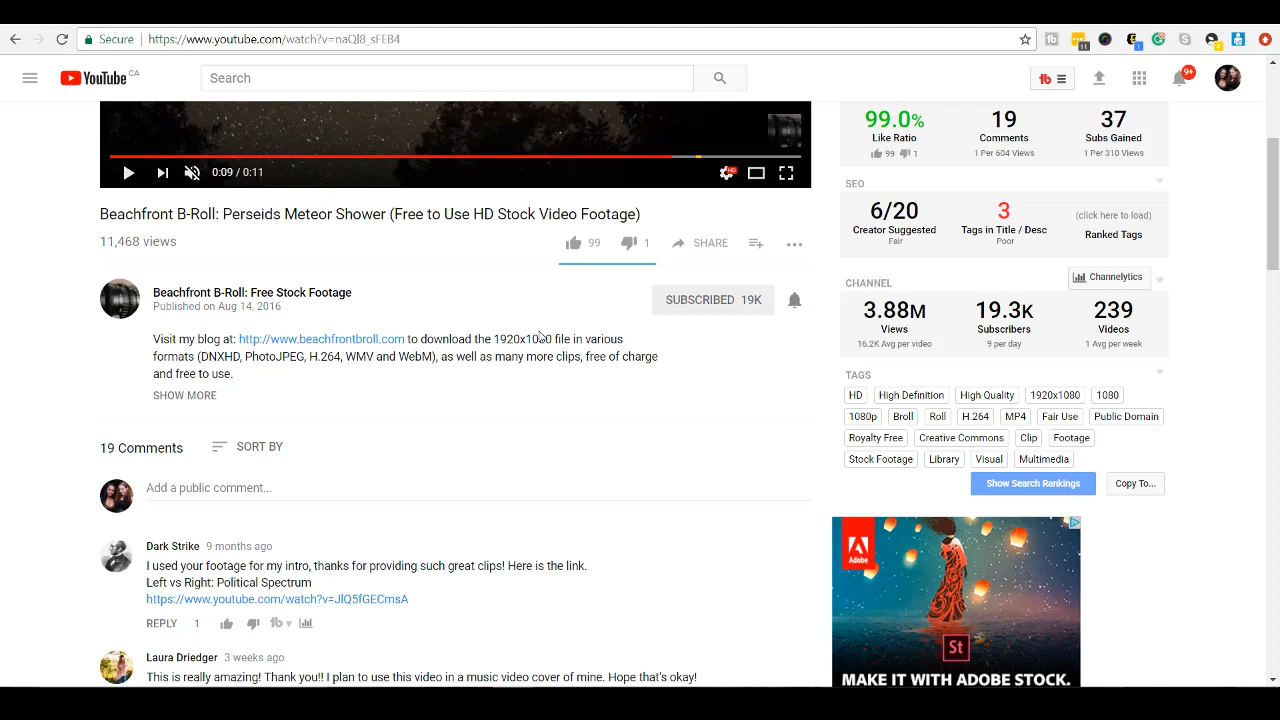 Secure https://www.youtube.com/watch?v=naQl8_sFEB4
11
1
YouTube CA
Search
tb
9+
0:09 / 0:11
HD
Beachfront B-Roll: Perseids Meteor Shower (Free to Use HD Stock Video Footage)
11,468 views
99
1
SHARE
Beachfront B-Roll: Free Stock Footage
Published on Aug 14, 2016
SUBSCRIBED 19K
Visit my blog at: http://www.beachfrontbroll.com to download the 1920x1080 file in various
formats (DNXHD, PhotoJPEG, H.264, WMV and WebM), as well as many more clips, free of charge
and free to use.
SHOW MORE
19 Comments
SORT BY
Add a public comment...
Dark Strike 9 months ago
I used your footage for my intro, thanks for providing such great clips! Here is the link.
Left vs Right: Political Spectrum
https://www.youtube.com/watch?v=JlQ5fGECmsA
REPLY 1
tb
Laura Driedger 3 weeks ago
This is really amazing! Thank you!! I plan to use this video in a music video cover of mine. Hope that's okay!
99.0% 19 37
Like Ratio Comments Subs Gained
99 1 1 Per 604 Views 1 Per 310 Views
SEO
6/20 3 (click here to load)
Creator Suggested Tags in Title / Desc Ranked Tags
Fair Poor
CHANNEL
Channelytics
3.88M 19.3K 239
Views Subscribers Videos
16.2K Avg per video 9 per day 1 Avg per week
TAGS
HD High Definition High Quality 1920x1080 1080
1080p Broll Roll H.264 MP4 Fair Use Public Domain
Royalty Free Creative Commons Clip Footage
Stock Footage Library Visual Multimedia
Show Search Rankings Copy To...
Adobe
St
MAKE IT WITH ADOBE STOCK.